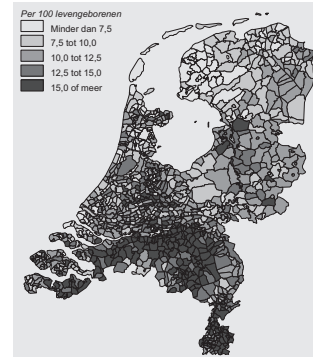 Per 100 levengeborenen
Minder dan 7,5
7,5 tot 10,0
10,0 tot 12,5
12,5 tot 15,0
15,0 of meer